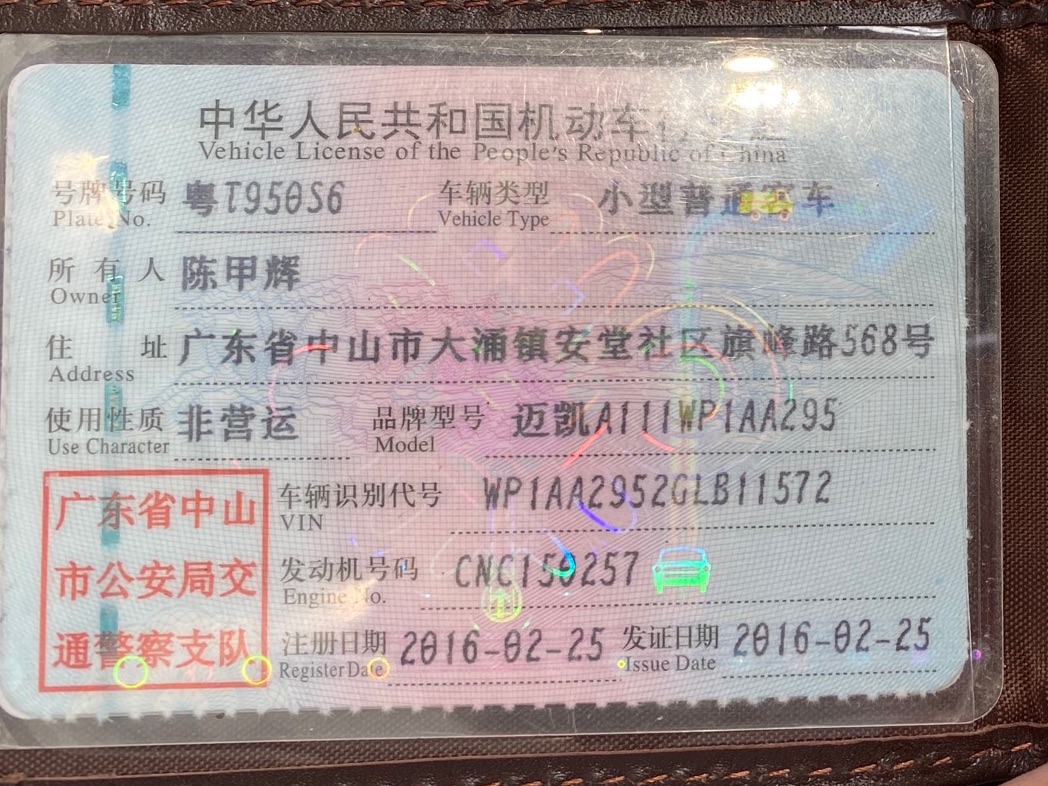 中华人民共和国机动车
Vehicle License of the People's Republic of China
号牌号码 Plate No. 粤T950S6 车辆类型 Vehicle Type 小型普通客车
所有人 Owner 陈甲辉
住址 Address 广东省中山市大涌镇安堂社区旗峰路568号
使用性质 Use Character 非营运 品牌型号 Model 迈凯A111WP1AA295
广东省中山
市公安局交
通警察支队
车辆识别代号 VIN WP1AA2952GLB11572
发动机号码 Engine No. CNC150257
注册日期 Register Date 2016-02-25 发证日期 Issue Date 2016-02-25